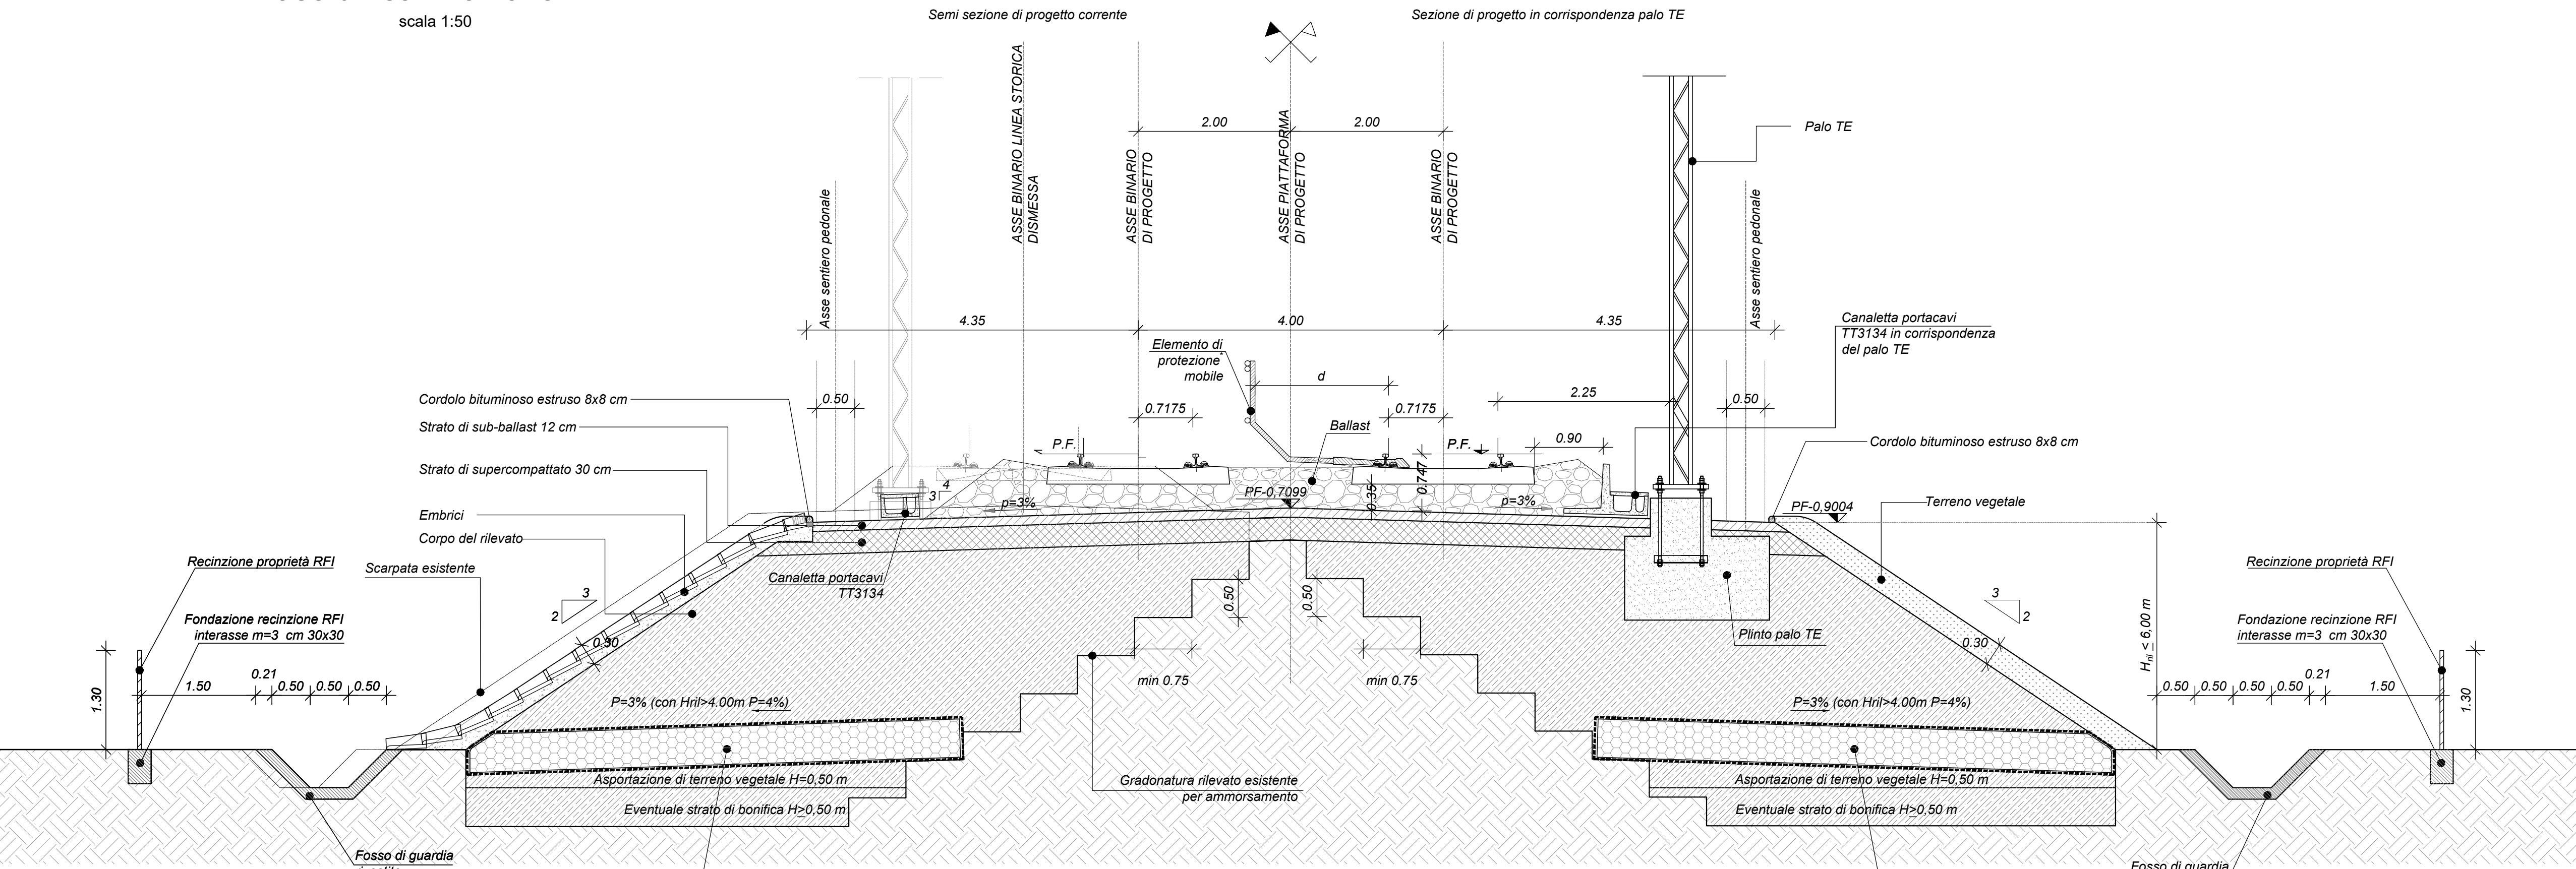 scala 1:50
Semi sezione di progetto corrente
Sezione di progetto in corrispondenza palo TE
ASSE BINARIO LINEA STORICA
DISMESSA
ASSE BINARIO
DI PROGETTO
ASSE PIATTAFORMA
DI PROGETTO
ASSE BINARIO
DI PROGETTO
Asse sentiero pedonale
Asse sentiero pedonale
2.00
2.00
Palo TE
4.35
4.00
4.35
Canaletta portacavi
TT3134 in corrispondenza
del palo TE
Elemento di
protezione*
mobile
d
2.25
0.50
0.7175
0.7175
0.50
Cordolo bituminoso estruso 8x8 cm
Strato di sub-ballast 12 cm
Strato di supercompattato 30 cm
Embrici
Corpo del rilevato
Scarpata esistente
Ballast
P.F.
P.F.
0.90
Cordolo bituminoso estruso 8x8 cm
4
3
p=3%
PF-0,7099
0.35
0.747
p=3%
PF-0,9004
Terreno vegetale
Recinzione proprietà RFI
Fondazione recinzione RFI
interasse m=3 cm 30x30
Canaletta portacavi
TT3134
3
2
0.30
0.50
0.50
Plinto palo TE
3
2
0.30
H ril < 6,00 m
Recinzione proprietà RFI
Fondazione recinzione RFI
interasse m=3 cm 30x30
1.30
1.50
0.21
0.50
0.50
0.50
min 0.75
min 0.75
0.50
0.50
0.50
0.50
0.21
1.50
1.30
P=3% (con Hril>4.00m P=4%)
P=3% (con Hril>4.00m P=4%)
Asportazione di terreno vegetale H=0,50 m
Eventuale strato di bonifica H≥0,50 m
Gradonatura rilevato esistente
per ammorsamento
Asportazione di terreno vegetale H=0,50 m
Eventuale strato di bonifica H≥0,50 m
Fosso di guardia
Fosso di guardia